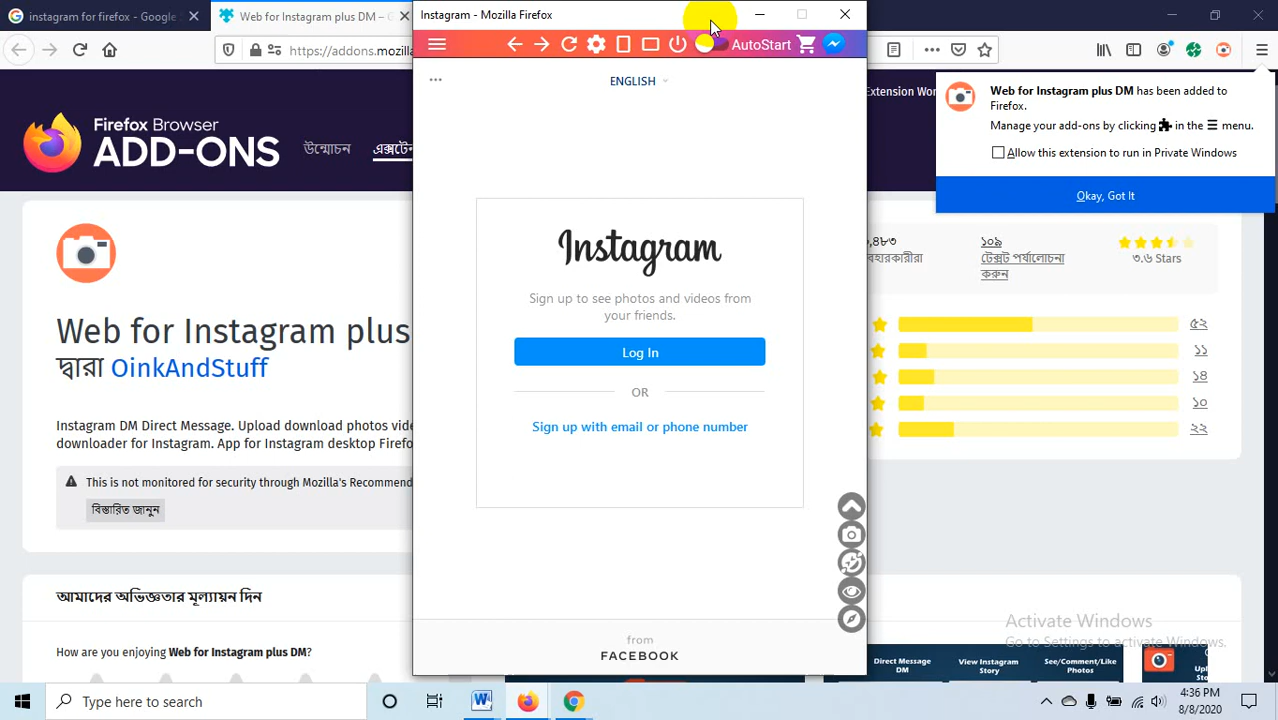 instagram for firefox - Google S
Web for Instagram plus DM –
https://addons.mozilla
Instagram - Mozilla Firefox
AutoStart
ENGLISH
Instagram
Sign up to see photos and videos from
your friends.
Log In
OR
Sign up with email or phone number
from
FACEBOOK
Firefox Browser
ADD-ONS
উন্মোচন
Extension Wor
Web for Instagram plus DM has been added to
Firefox.
Manage your add-ons by clicking in the menu.
Allow this extension to run in Private Windows
Okay, Got It
Web for Instagram plus
দ্বারা OinkAndStuff
Instagram DM Direct Message. Upload download photos vide
downloader for Instagram. App for Instagram desktop Firefo
This is not monitored for security through Mozilla's Recommend
বিস্তারিত জানুন
১০৯
টেক্সট পর্যালোচনা
করুন
৩.৬ Stars
৫২
১১
১৪
১০
২২
আমাদের অভিজ্ঞতার মূল্যায়ন দিন
How are you enjoying Web for Instagram plus DM?
Activate Windows
Go to Settings to activate Windows.
Direct Message
DM
View Instagram
Story
See/Comment/Like
Photos
Type here to search
4:36 PM
8/8/2020